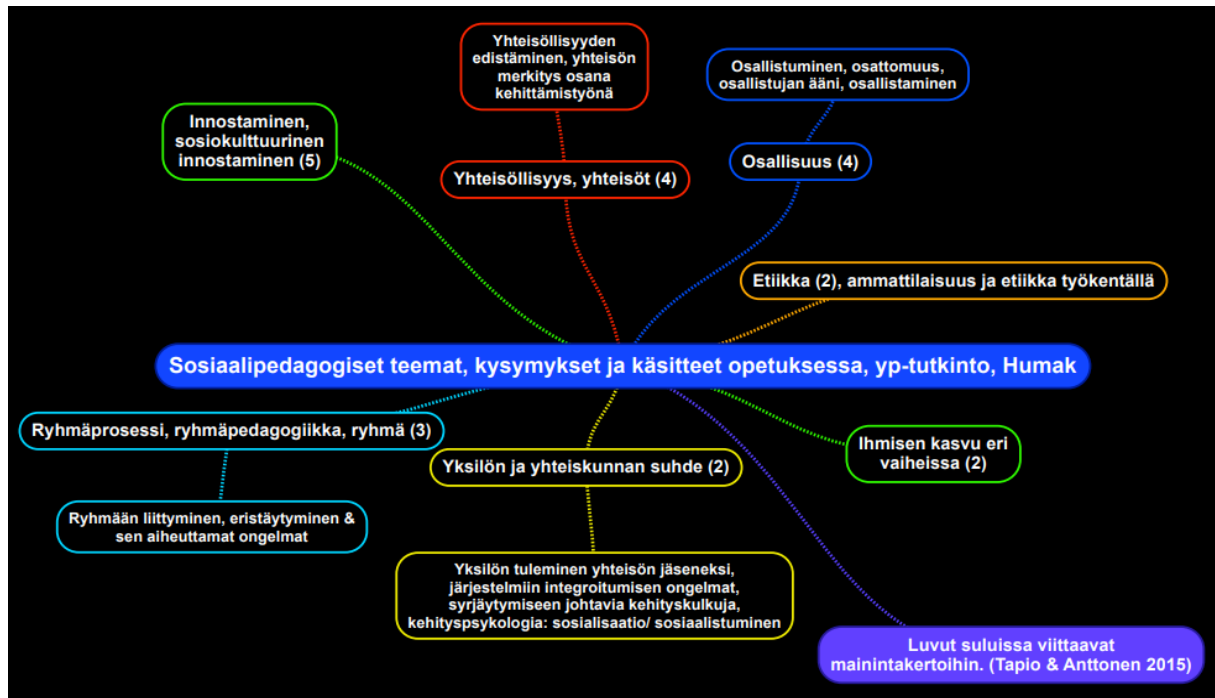 Yhteisöllisyyden
edistäminen, yhteisön
merkitys osana
kehittämistyönä
Osallistuminen, osattomuus,
osallistujan ääni, osallistaminen
Innostaminen,
sosiokulttuurinen
innostaminen (5)
Yhteisöllisyys, yhteisöt (4)
Osallisuus (4)
Etiikka (2), ammattilaisuus ja etiikka työkentällä
Sosiaalipedagogiset teemat, kysymykset ja käsitteet opetuksessa, yp-tutkinto, Humak
Ryhmäprosessi, ryhmäpedagogiikka, ryhmä (3)
Yksilön ja yhteiskunnan suhde (2)
Ihmisen kasvu eri
vaiheissa (2)
Ryhmään liittyminen, eristäytyminen &
sen aiheuttamat ongelmat
Yksilön tuleminen yhteisön jäseneksi,
järjestelmiin integroitumisen ongelmat,
syrjäytymiseen johtavia kehityskulkuja,
kehityspsykologia: sosialisaatio/ sosiaalistuminen
Luvut suluissa viittaavat
mainintakertoihin. (Tapio & Anttonen 2015)